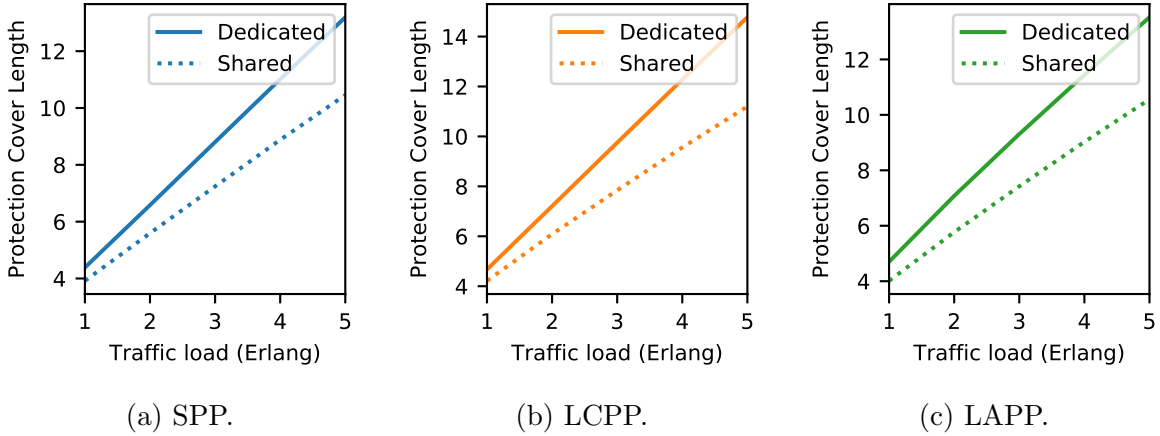 Protection Cover Length
12
10
8
6
4
Dedicated
Shared
1 2 3 4 5
Traffic load (Erlang)
(a) SPP.
Protection Cover Length
14
12
10
8
6
4
Dedicated
Shared
1 2 3 4 5
Traffic load (Erlang)
(b) LCPP.
Protection Cover Length
12
10
8
6
4
Dedicated
Shared
1 2 3 4 5
Traffic load (Erlang)
(c) LAPP.